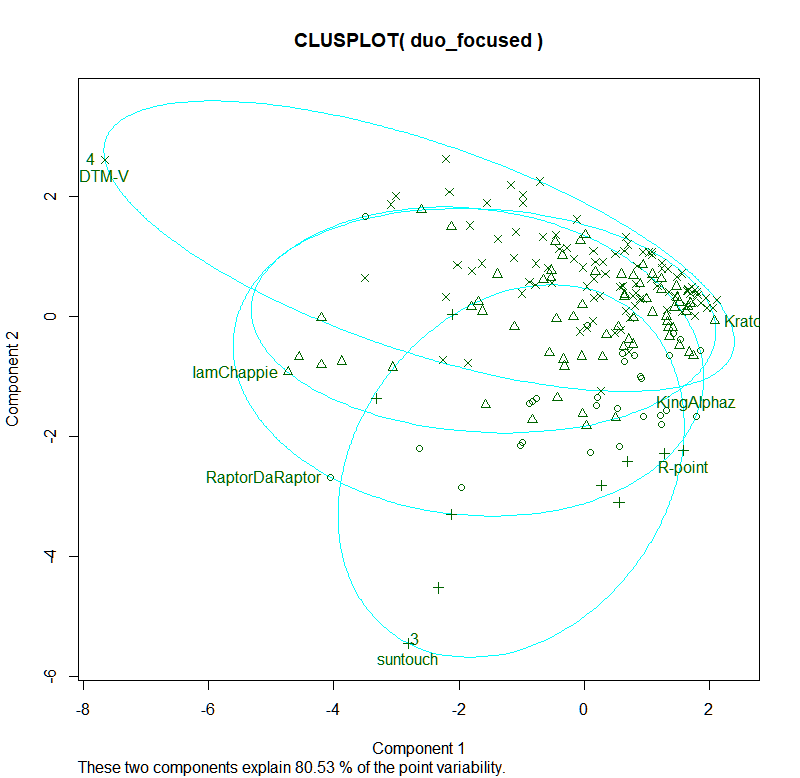 CLUSPLOT( duo_focused )
4
DTM-V
Krato
IamChappie
KingAlphaz
RaptorDaRaptor
R-point
3
suntouch
Component 2
2
0
-2
-4
-6
-8
-6
-4
-2
0
2
Component 1
These two components explain 80.53 % of the point variability.